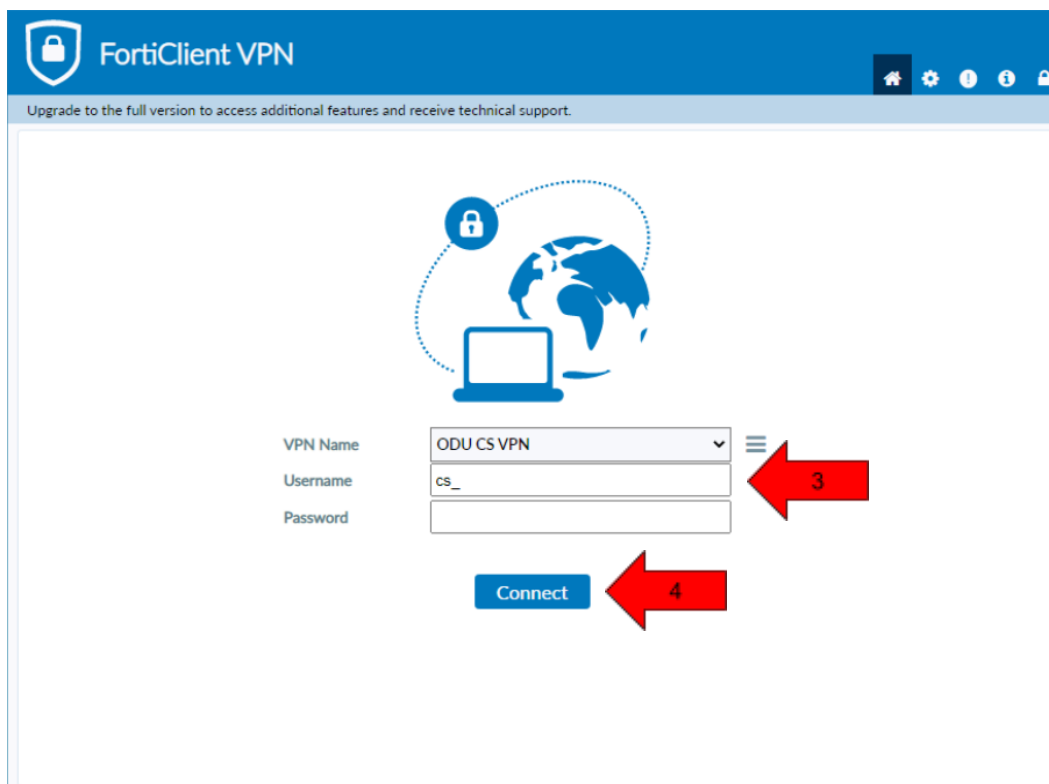 FortiClient VPN
Upgrade to the full version to access additional features and receive technical support.
VPN Name ODU CS VPN
Username cs_ 3
Password
Connect 4